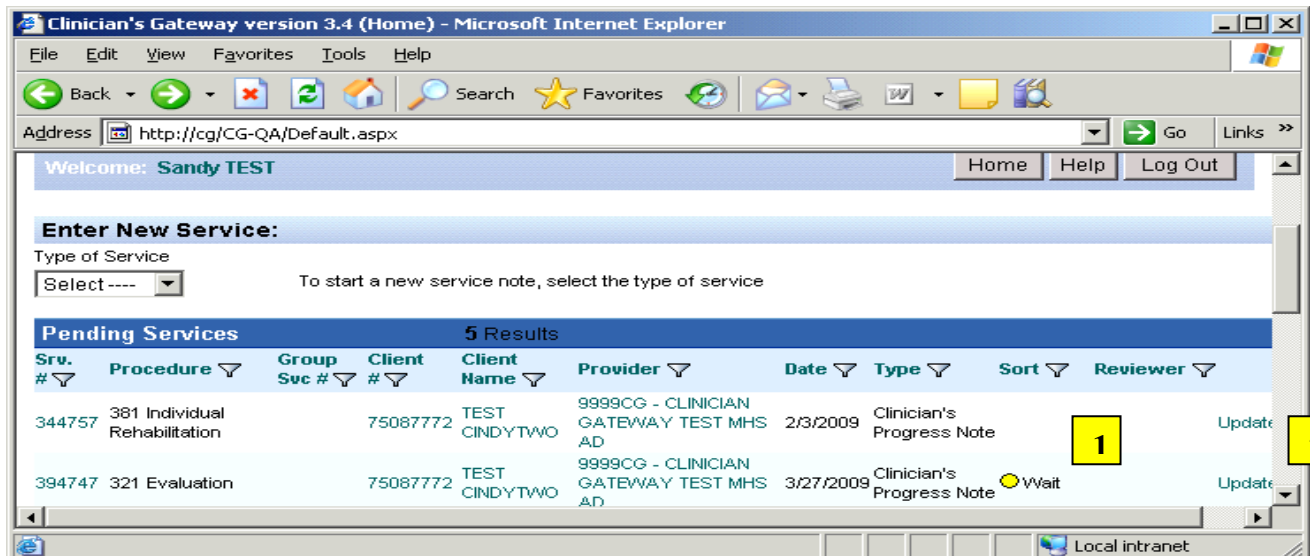 Clinician's Gateway version 3.4 (Home) - Microsoft Internet Explorer
File Edit View Favorites Tools Help
Back Search Favorites
Address http://cg/CG-QA/Default.aspx Go Links »
Welcome: Sandy TEST Home Help Log Out
Enter New Service:
Type of Service
Select ---- To start a new service note, select the type of service
Pending Services 5 Results
Srv. # Procedure Group Svc # Client # Client Name Provider Date Type Sort Reviewer
344757 381 Individual Rehabilitation 75087772 TEST CINDYTWO 9999CG - CLINICIAN GATEWAY TEST MHS AD 2/3/2009 Clinician's Progress Note Update
1
394747 321 Evaluation 75087772 TEST CINDYTWO 9999CG - CLINICIAN GATEWAY TEST MHS AD 3/27/2009 Clinician's Progress Note Wait Update
Local intranet